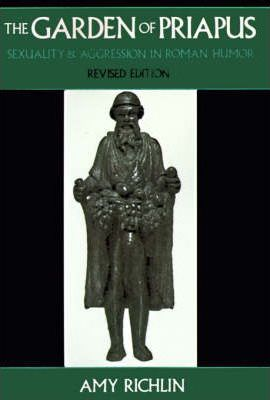 THE GARDEN OF PRIAPUS
SEXUALITY & AGGRESSION IN ROMAN HUMOR
REVISED EDITION
AMY RICHLIN